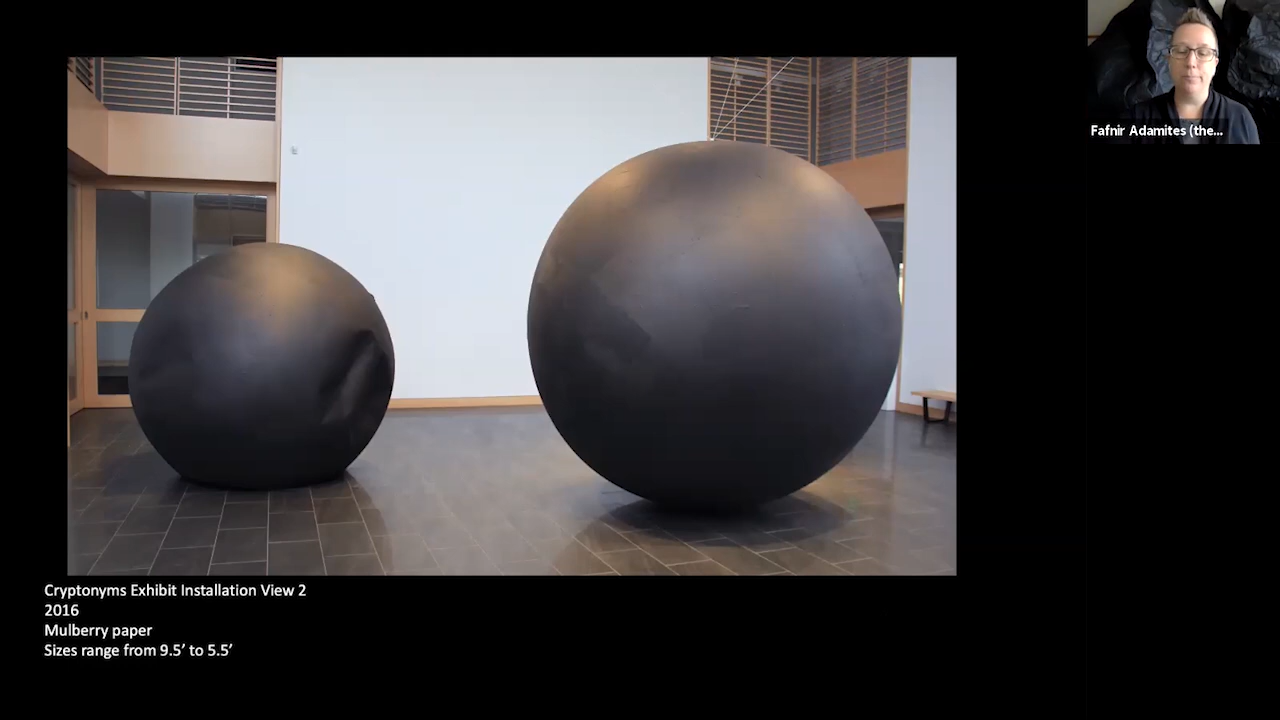 Fafnir Adamites (the...
Cryptonyms Exhibit Installation View 2
2016
Mulberry paper
Sizes range from 9.5’ to 5.5’